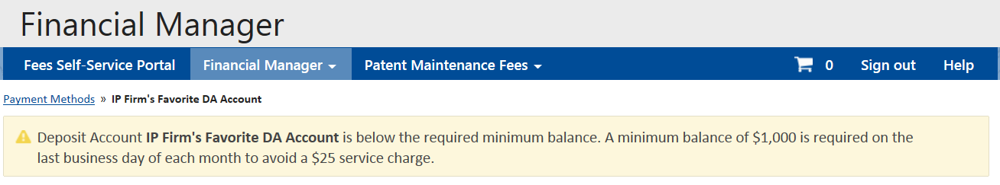 Financial Manager
Fees Self-Service Portal Financial Manager Patent Maintenance Fees 0 Sign out Help
Payment Methods » IP Firm's Favorite DA Account
Deposit Account IP Firm's Favorite DA Account is below the required minimum balance. A minimum balance of $1,000 is required on the
last business day of each month to avoid a $25 service charge.